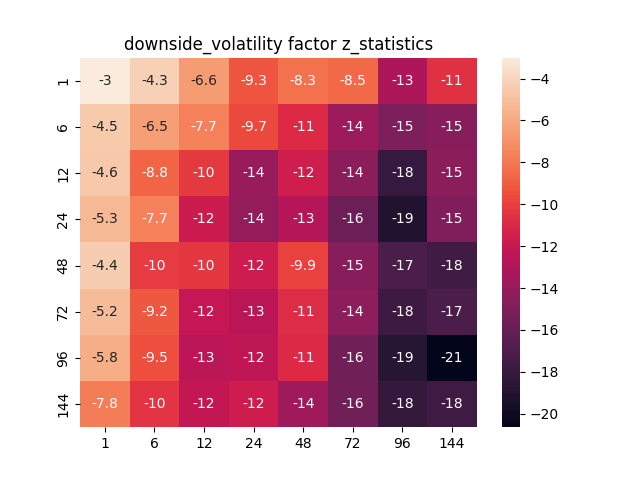 downside_volatility factor z_statistics
1 -3 -4.3 -6.6 -9.3 -8.3 -8.5 -13 -11
6 -4.5 -6.5 -7.7 -9.7 -11 -14 -15 -15
12 -4.6 -8.8 -10 -14 -12 -14 -18 -15
24 -5.3 -7.7 -12 -14 -13 -16 -19 -15
48 -4.4 -10 -10 -12 -9.9 -15 -17 -18
72 -5.2 -9.2 -12 -13 -11 -14 -18 -17
96 -5.8 -9.5 -13 -12 -11 -16 -19 -21
144 -7.8 -10 -12 -12 -14 -16 -18 -18
1 6 12 24 48 72 96 144
−4
−6
−8
−10
−12
−14
−16
−18
−20